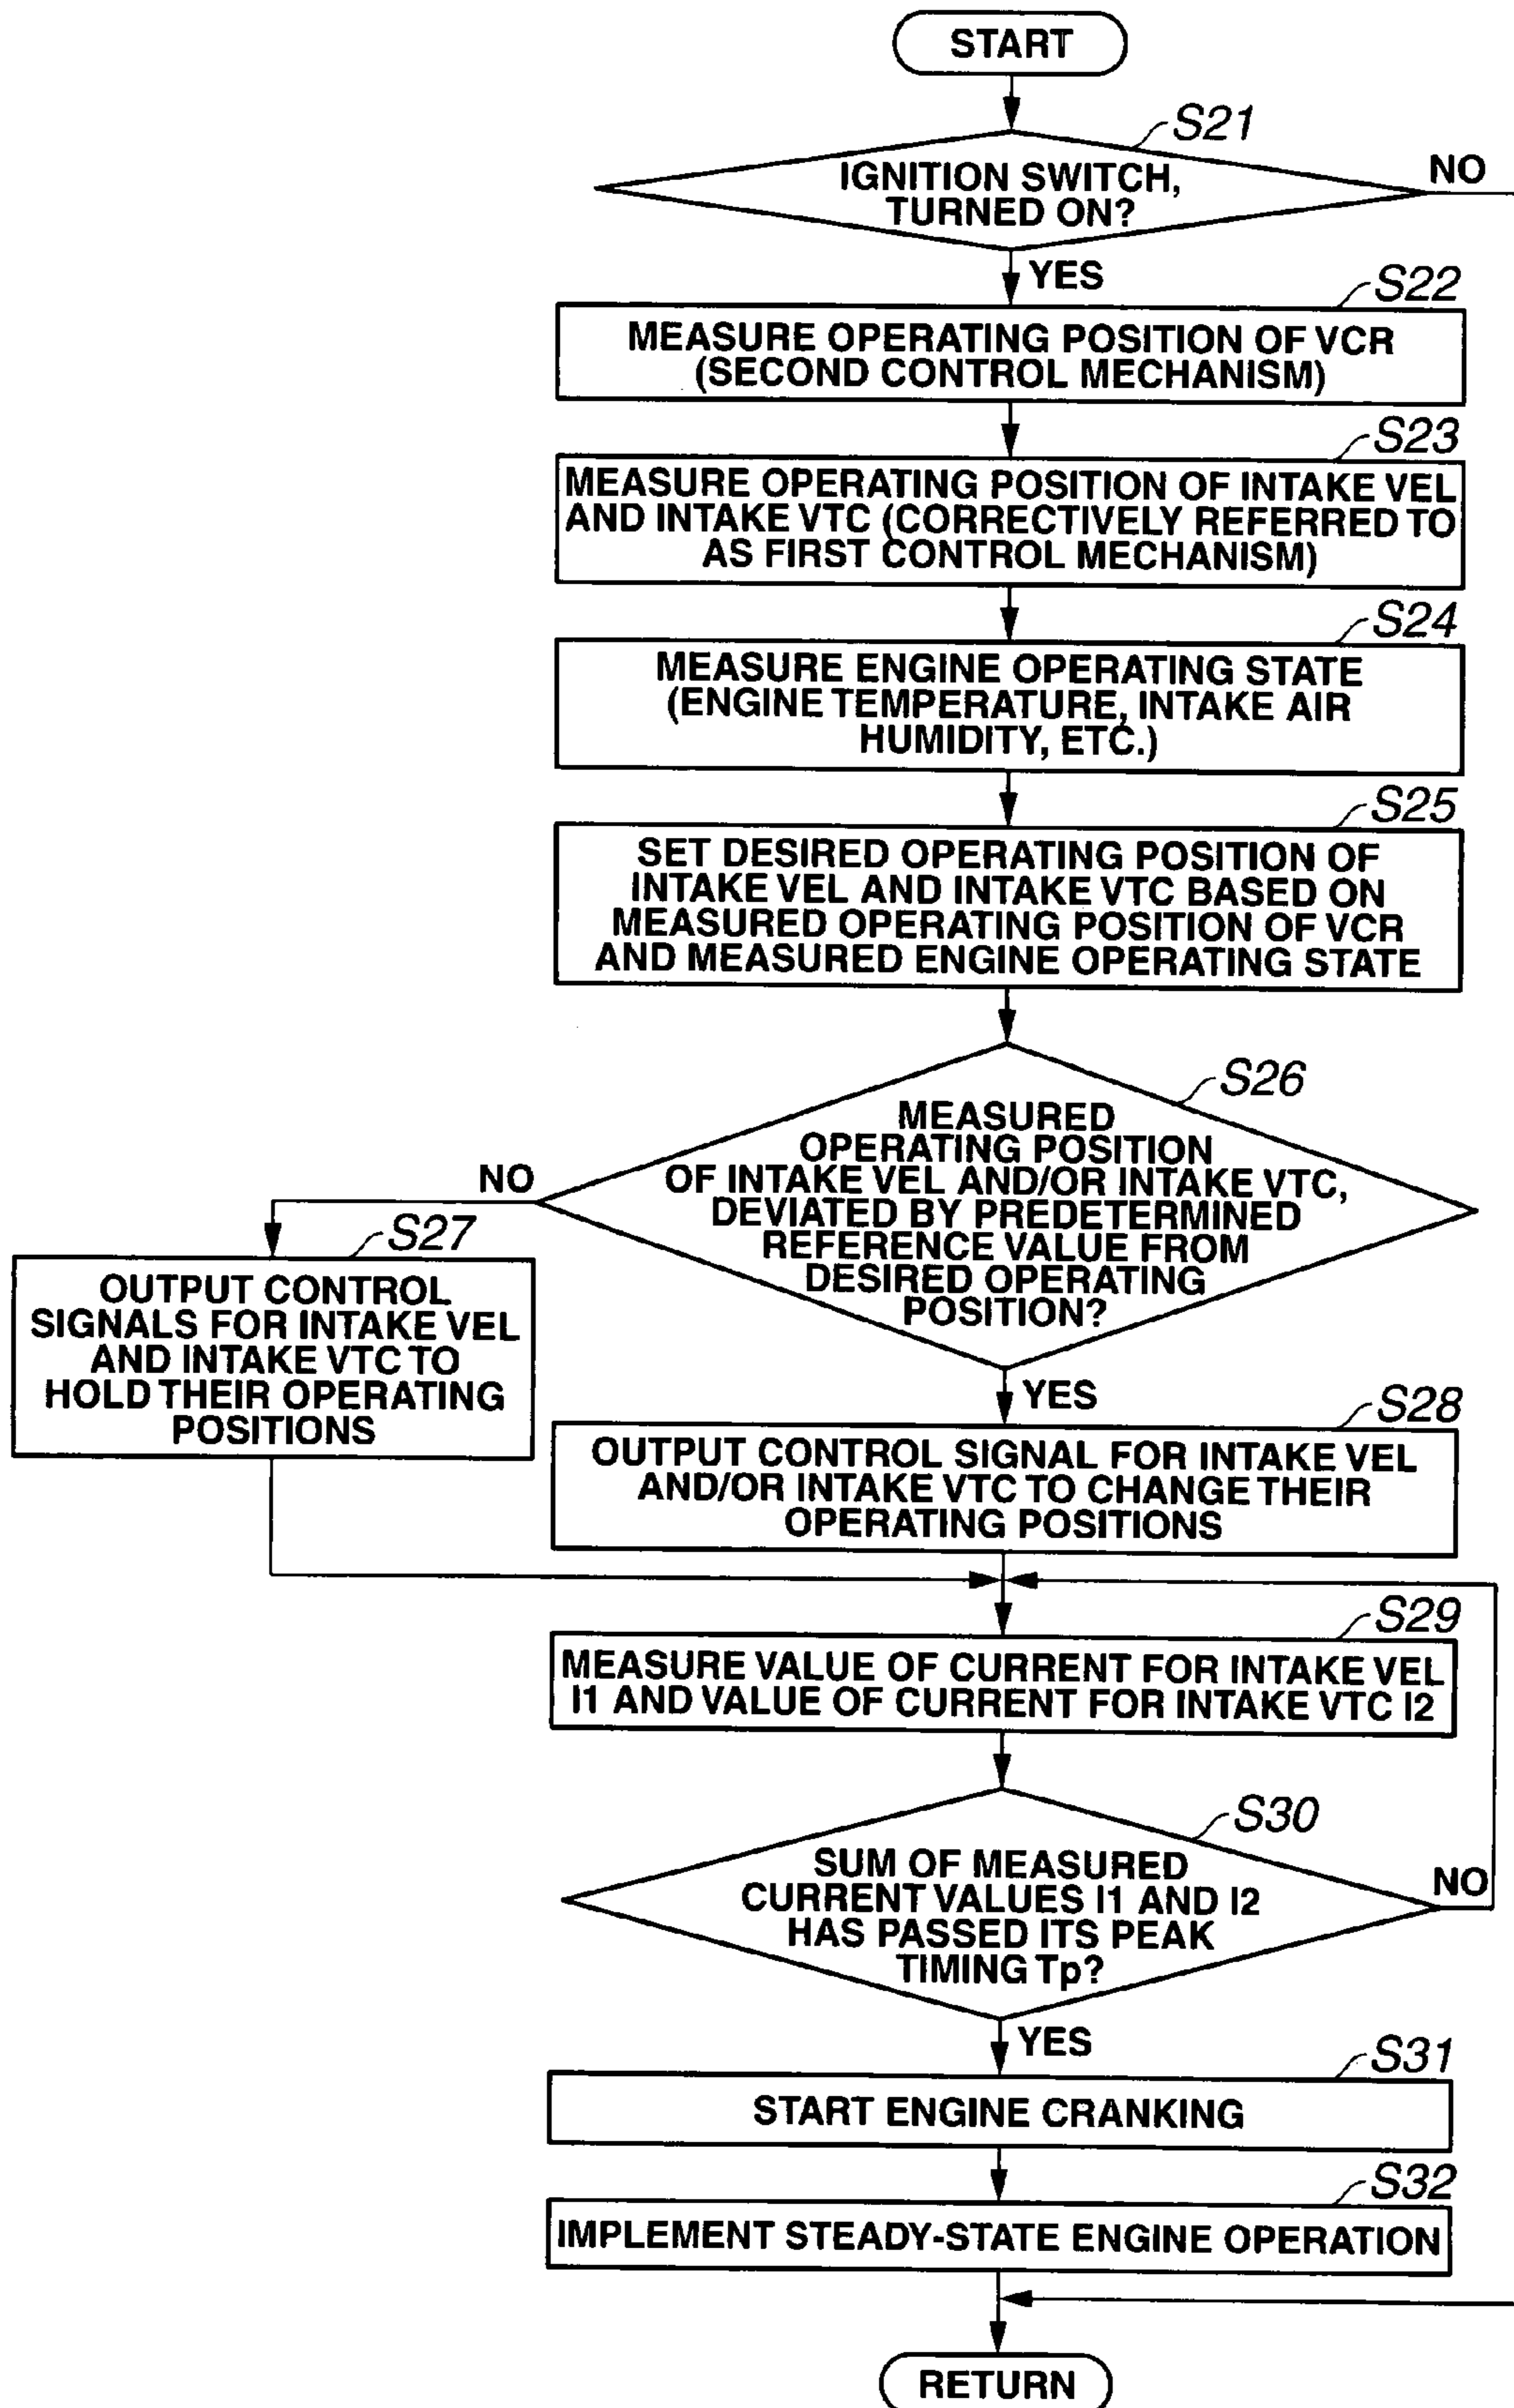 START
S21
IGNITION SWITCH,
TURNED ON?
NO
YES
S22
MEASURE OPERATING POSITION OF VCR
(SECOND CONTROL MECHANISM)
S23
MEASURE OPERATING POSITION OF INTAKE VEL
AND INTAKE VTC (CORRECTIVELY REFERRED TO
AS FIRST CONTROL MECHANISM)
S24
MEASURE ENGINE OPERATING STATE
(ENGINE TEMPERATURE, INTAKE AIR
HUMIDITY, ETC.)
S25
SET DESIRED OPERATING POSITION OF
INTAKE VEL AND INTAKE VTC BASED ON
MEASURED OPERATING POSITION OF VCR
AND MEASURED ENGINE OPERATING STATE
S26
MEASURED
OPERATING POSITION
OF INTAKE VEL AND/OR INTAKE VTC,
DEVIATED BY PREDETERMINED
REFERENCE VALUE FROM
DESIRED OPERATING
POSITION?
NO
S27
OUTPUT CONTROL
SIGNALS FOR INTAKE VEL
AND INTAKE VTC TO
HOLD THEIR OPERATING
POSITIONS
YES
S28
OUTPUT CONTROL SIGNAL FOR INTAKE VEL
AND/OR INTAKE VTC TO CHANGE THEIR
OPERATING POSITIONS
S29
MEASURE VALUE OF CURRENT FOR INTAKE VEL
I1 AND VALUE OF CURRENT FOR INTAKE VTC I2
S30
SUM OF MEASURED
CURRENT VALUES I1 AND I2
HAS PASSED ITS PEAK
TIMING Tp?
NO
YES
S31
START ENGINE CRANKING
S32
IMPLEMENT STEADY-STATE ENGINE OPERATION
RETURN